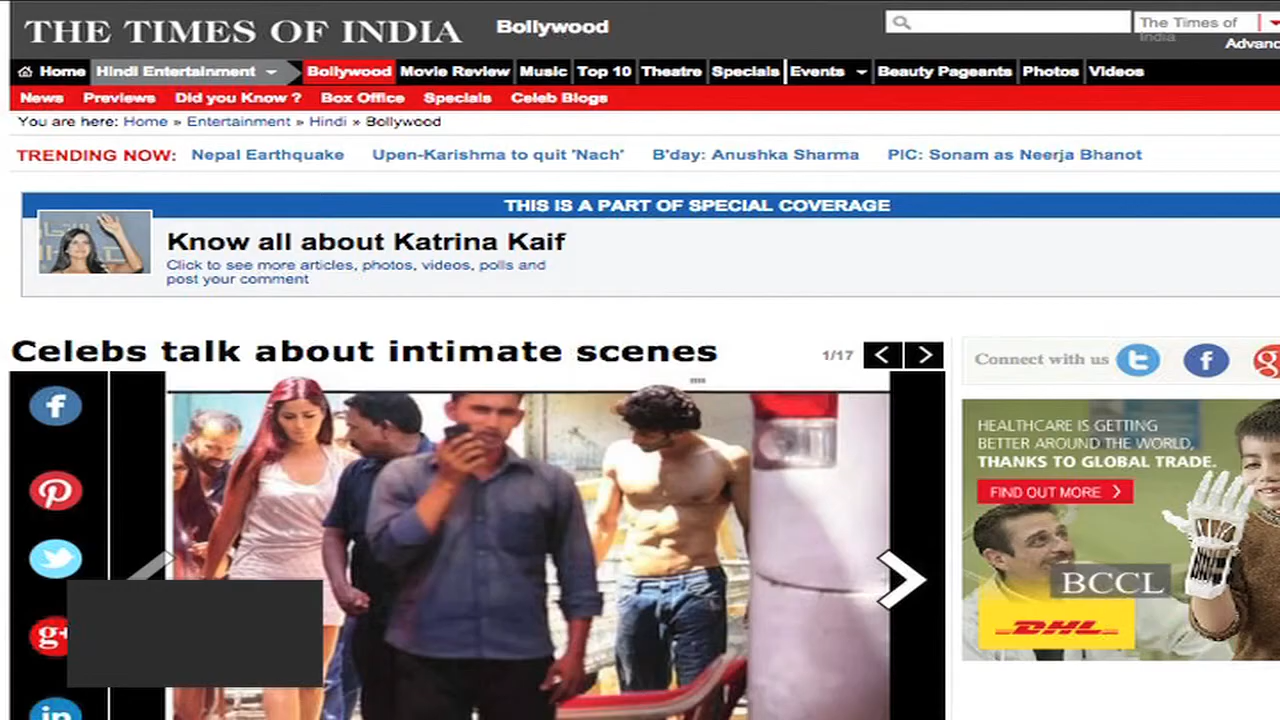 THE TIMES OF INDIA
Bollywood
The Times of India
Advanc
Home Hindi Entertainment Bollywood Movie Review Music Top 10 Theatre Specials Events Beauty Pageants Photos Videos
News Previews Did you Know ? Box Office Specials Celeb Blogs
You are here: Home » Entertainment » Hindi » Bollywood
TRENDING NOW: Nepal Earthquake Upen-Karishma to quit 'Nach' B'day: Anushka Sharma PIC: Sonam as Neerja Bhanot
THIS IS A PART OF SPECIAL COVERAGE
Know all about Katrina Kaif
Click to see more articles, photos, videos, polls and
post your comment
Celebs talk about intimate scenes
1/17
Connect with us
HEALTHCARE IS GETTING
BETTER AROUND THE WORLD,
THANKS TO GLOBAL TRADE.
FIND OUT MORE
BCCL
DHL